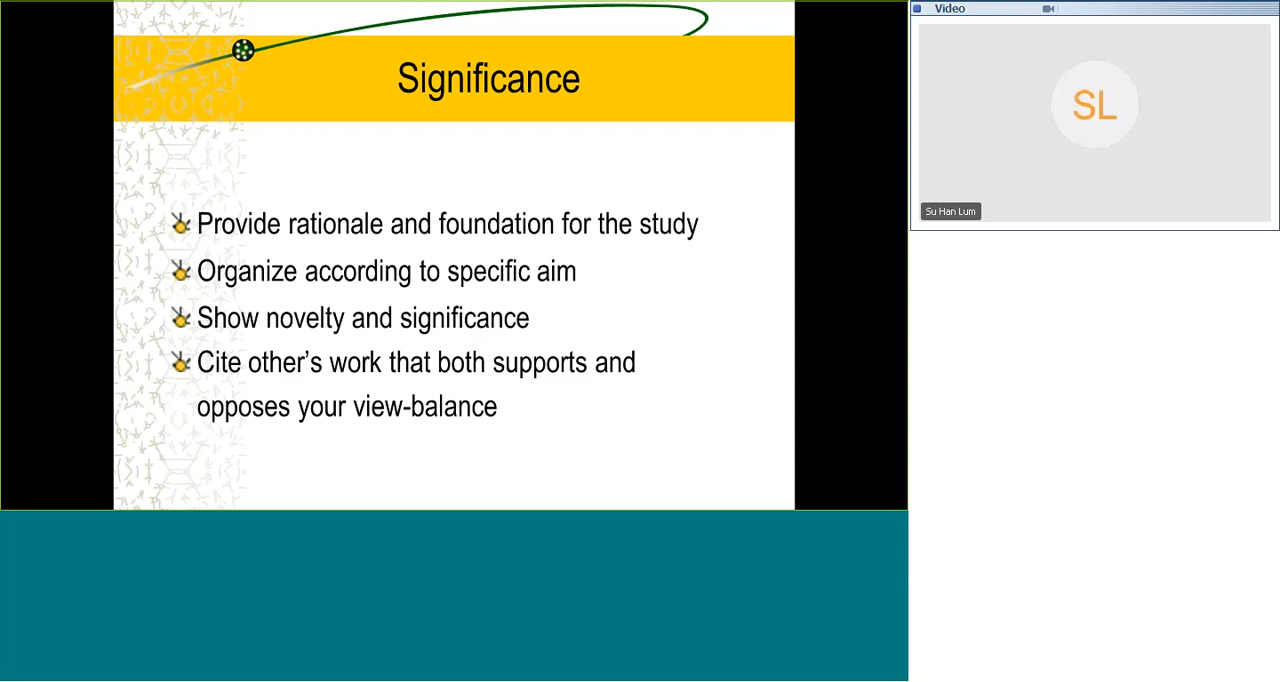 Significance
Provide rationale and foundation for the study
Organize according to specific aim
Show novelty and significance
Cite other’s work that both supports and
opposes your view-balance
Video
SL
Su Han Lum